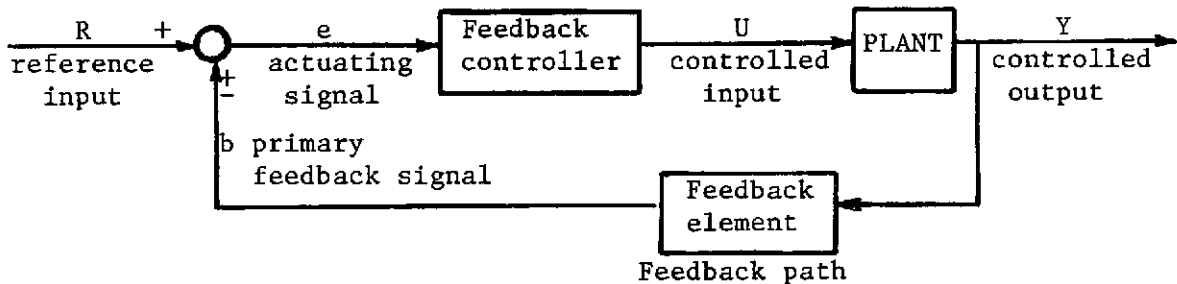 R
+
reference
input
e
actuating
signal
Feedback
controller
U
controlled
input
PLANT
Y
controlled
output
±
b primary
feedback signal
Feedback
element
Feedback path